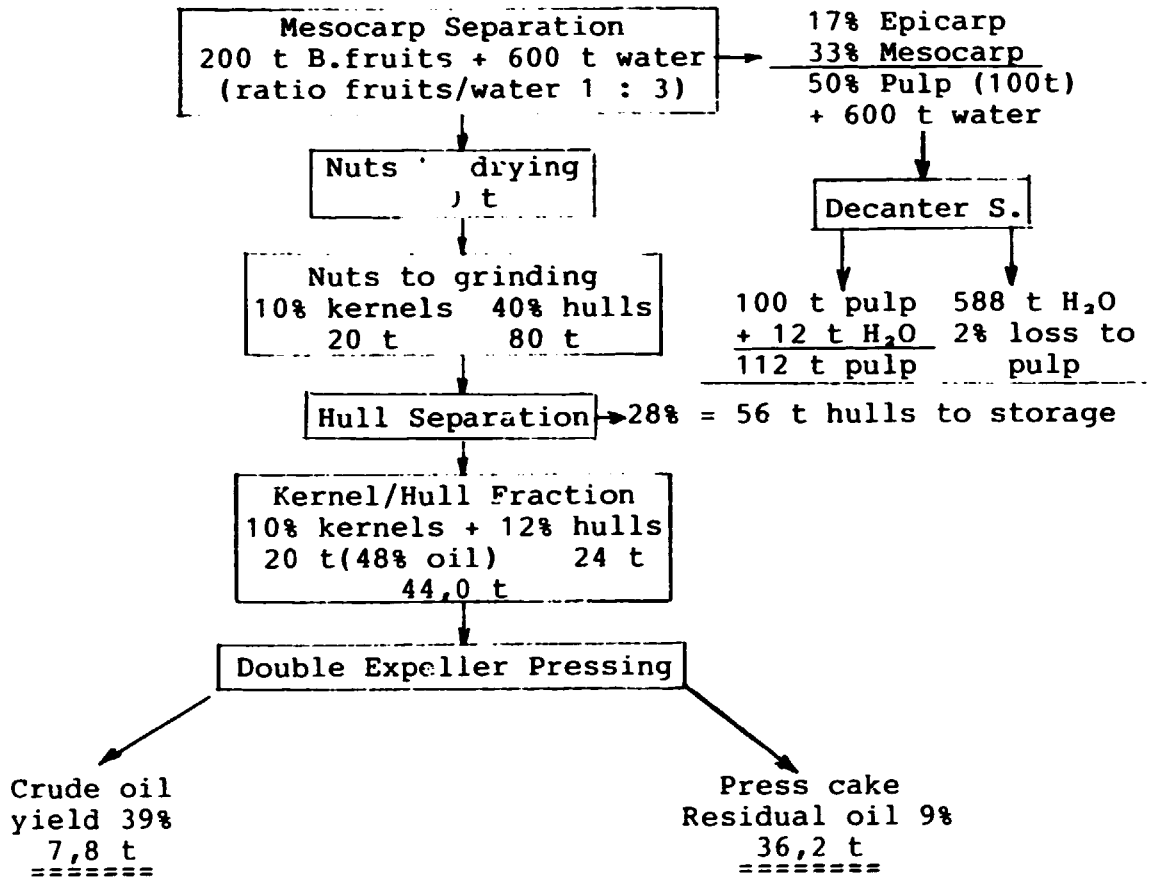 Mesocarp Separation
200 t B.fruits + 600 t water
(ratio fruits/water 1 : 3)
17% Epicarp
33% Mesocarp
50% Pulp (100t)
+ 600 t water
Nuts drying
t
Decanter S.
Nuts to grinding
10% kernels 40% hulls
20 t 80 t
100 t pulp 588 t H₂O
+ 12 t H₂O 2% loss to
112 t pulp pulp
Hull Separation
28% = 56 t hulls to storage
Kernel/Hull Fraction
10% kernels + 12% hulls
20 t(48% oil) 24 t
44,0 t
Double Expeller Pressing
Crude oil
yield 39%
7,8 t
Press cake
Residual oil 9%
36,2 t